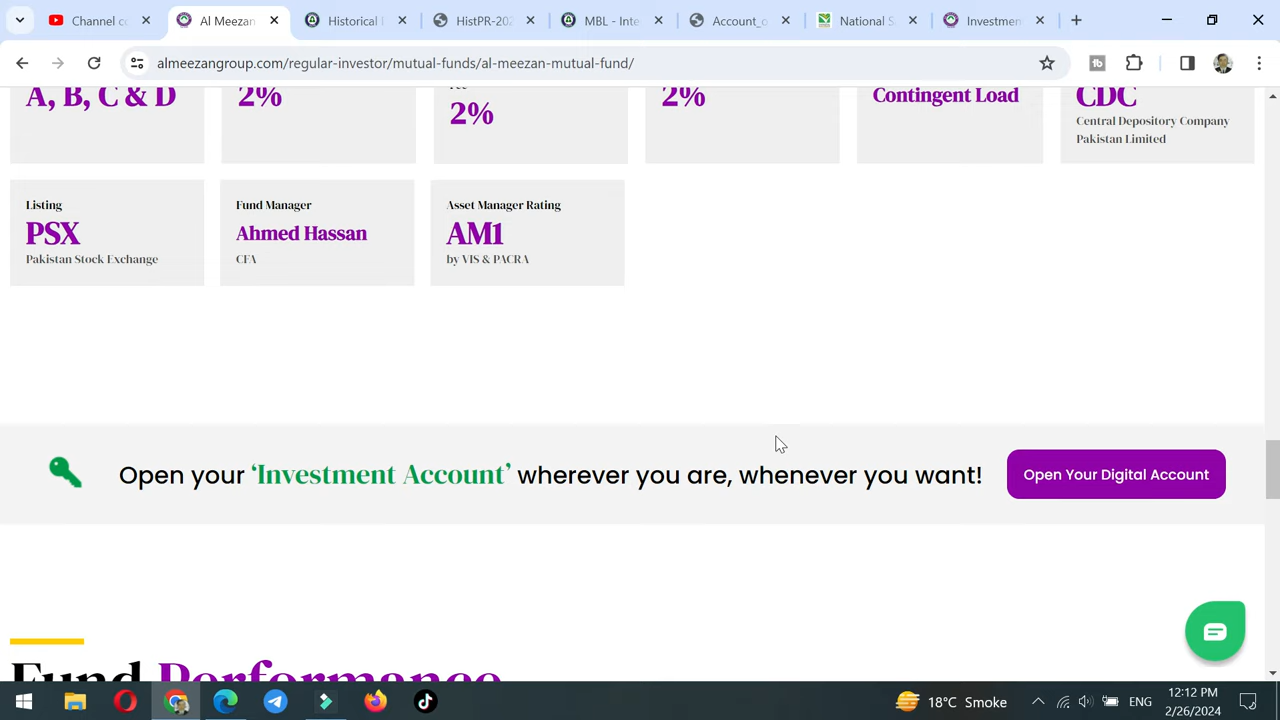 Channel c
Al Meezan
Historical
HistPR-202
MBL - Inte
Account_o
National S
Investmen
almeezangroup.com/regular-investor/mutual-funds/al-meezan-mutual-fund/
A, B, C & D
2%
2%
2%
Contingent Load
CDC
Central Depository Company
Pakistan Limited
Listing
PSX
Pakistan Stock Exchange
Fund Manager
Ahmed Hassan
CFA
Asset Manager Rating
AM1
by VIS & PACRA
Open your ‘Investment Account’ wherever you are, whenever you want!
Open Your Digital Account
Fund Performance
18°C Smoke
ENG
12:12 PM
2/26/2024